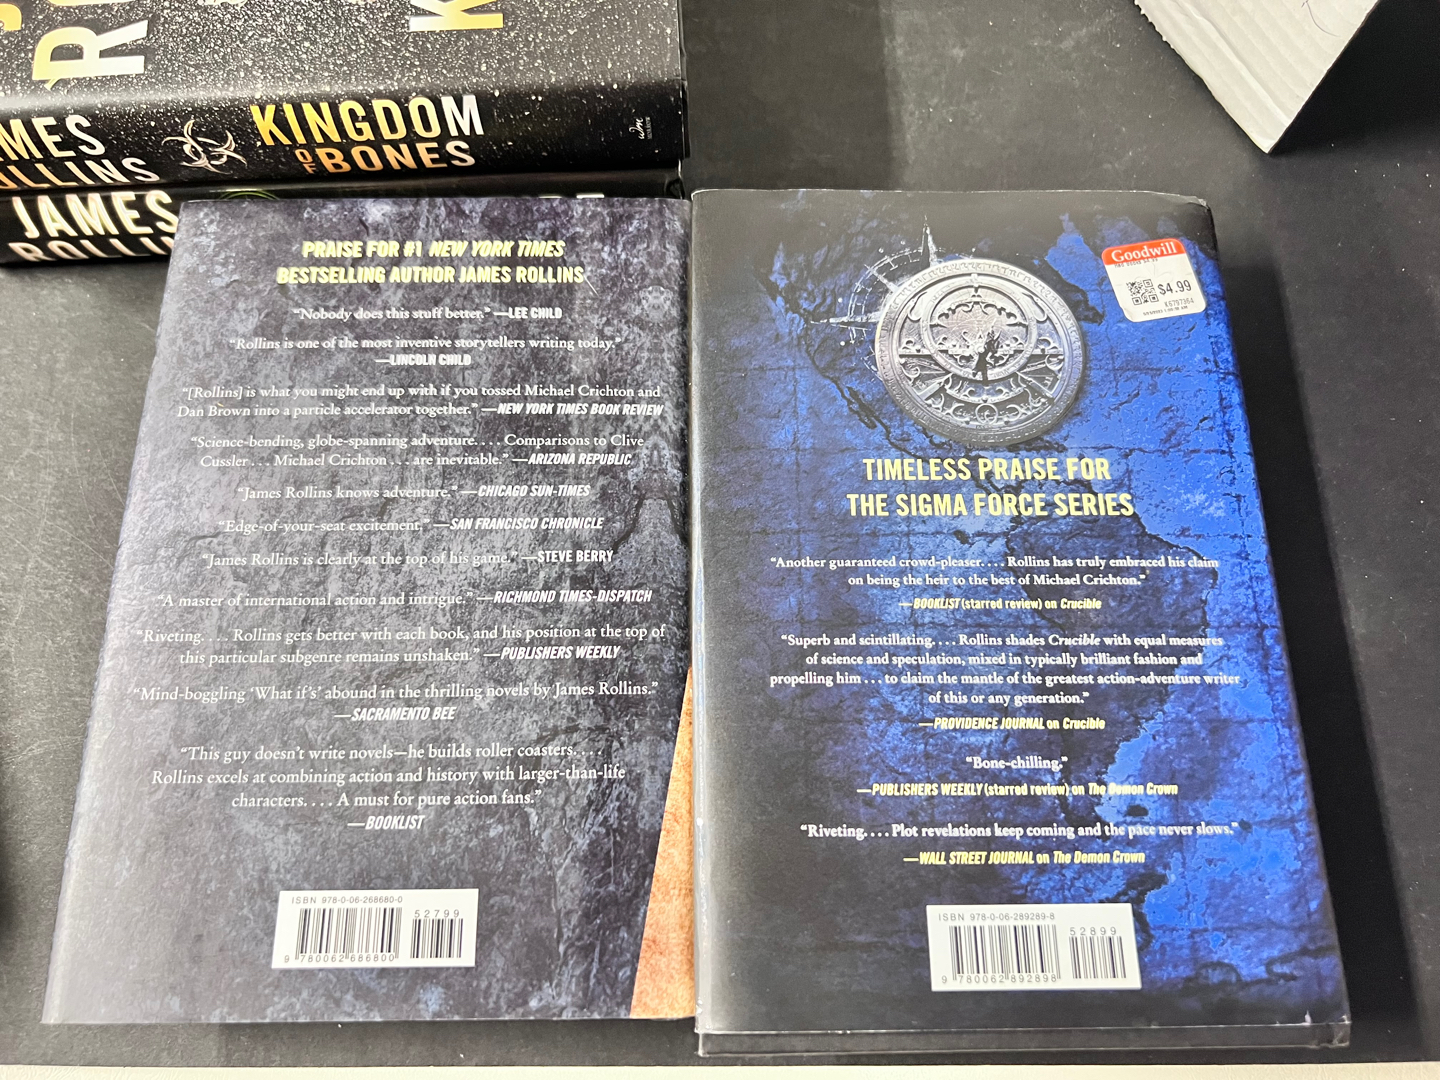 KINGDOM
OF BONES
JAMES
PRAISE FOR #1 NEW YORK TIMES
BESTSELLING AUTHOR JAMES ROLLINS
“Nobody does this stuff better.” —LEE CHILD
“Rollins is one of the most inventive storytellers writing today.”
—LINCOLN CHILD
“[Rollins] is what you might end up with if you tossed Michael Crichton and
Dan Brown into a particle accelerator together.” —NEW YORK TIMES BOOK REVIEW
“Science-bending, globe-spanning adventure. . . . Comparisons to Clive
Cussler . . . Michael Crichton . . . are inevitable.” —ARIZONA REPUBLIC
“James Rollins knows adventure.” —CHICAGO SUN-TIMES
“Edge-of-your-seat excitement.” —SAN FRANCISCO CHRONICLE
“James Rollins is clearly at the top of his game.” —STEVE BERRY
“A master of international action and intrigue.” —RICHMOND TIMES-DISPATCH
“Riveting. . . . Rollins gets better with each book, and his position at the top of
this particular subgenre remains unshaken.” —PUBLISHERS WEEKLY
“Mind-boggling ‘What if’s’ abound in the thrilling novels by James Rollins.”
—SACRAMENTO BEE
“This guy doesn’t write novels—he builds roller coasters. . . .
Rollins excels at combining action and history with larger-than-life
characters. . . . A must for pure action fans.”
—BOOKLIST
ISBN 978-0-06-268680-0
52799
9 780062 686800
Goodwill
$4.99
TIMELESS PRAISE FOR
THE SIGMA FORCE SERIES
“Another guaranteed crowd-pleaser. . . . Rollins has truly embraced his claim
on being the heir to the best of Michael Crichton.”
—BOOKLIST (starred review) on Crucible
“Superb and scintillating. . . . Rollins shades Crucible with equal measures
of science and speculation, mixed in typically brilliant fashion and
propelling him . . . to claim the mantle of the greatest action-adventure writer
of this or any generation.”
—PROVIDENCE JOURNAL on Crucible
“Bone-chilling.”
—PUBLISHERS WEEKLY (starred review) on The Demon Crown
“Riveting. . . . Plot revelations keep coming and the pace never slows.”
—WALL STREET JOURNAL on The Demon Crown
ISBN 978-0-06-289289-8
52899
9 780062 892898